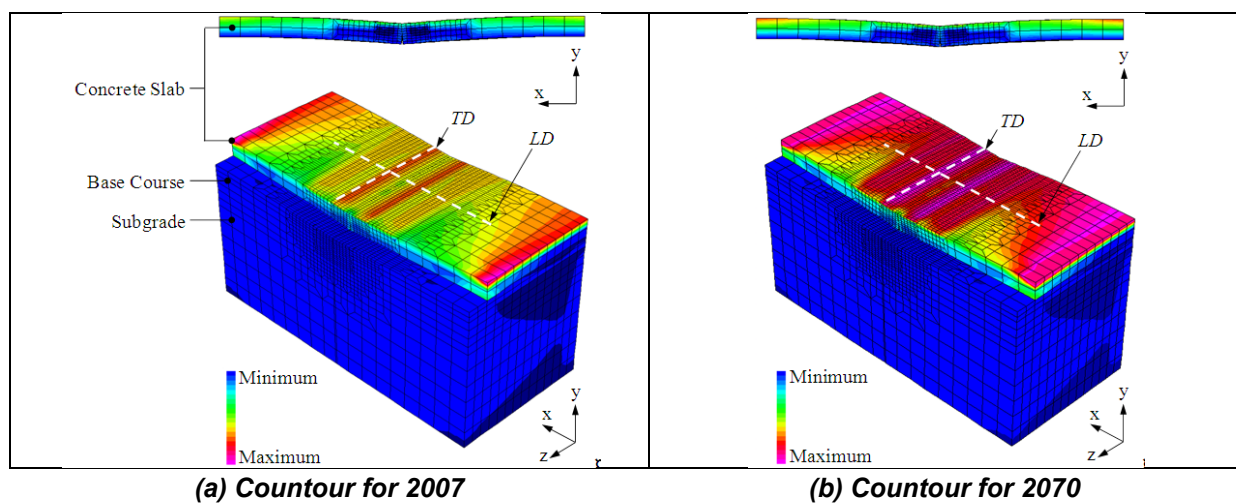 y
x
Concrete Slab
TD
LD
Base Course
Subgrade
Minimum
Maximum
y
x
z
(a) Countour for 2007
y
x
TD
LD
Minimum
Maximum
y
x
z
(b) Countour for 2070